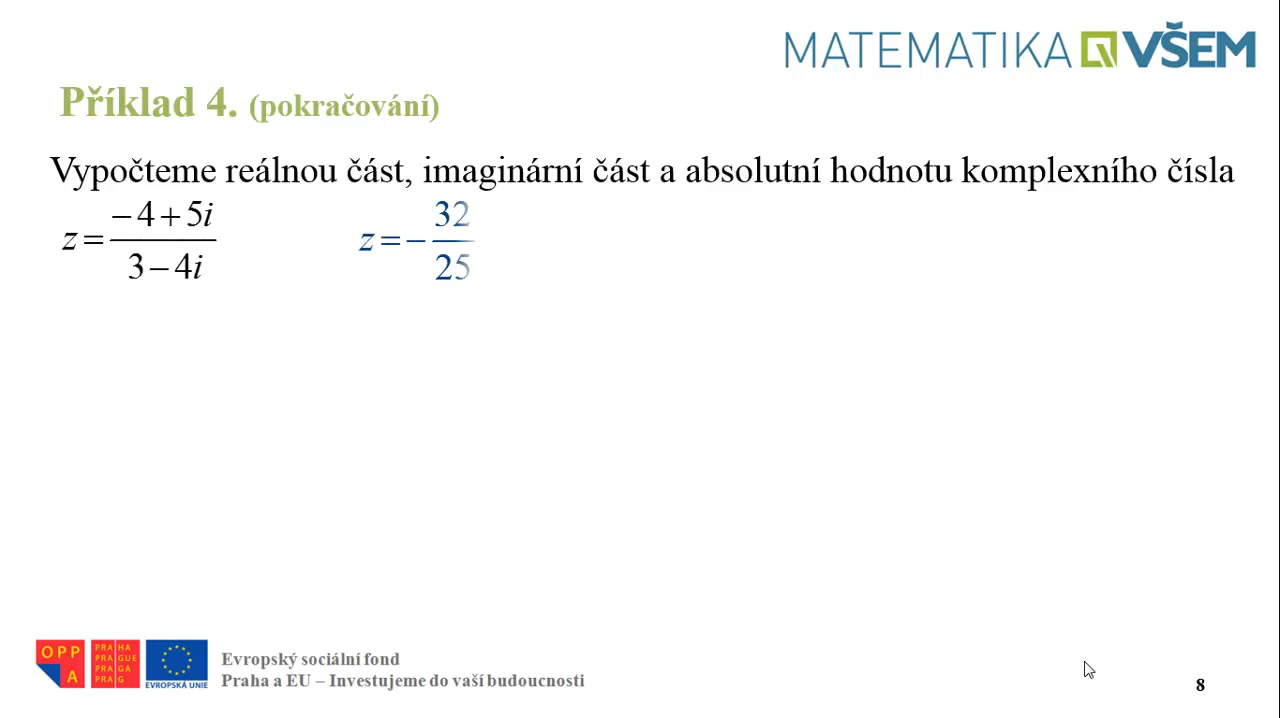 MATEMATIKA VŠEM
Příklad 4. (pokračování)
Vypočteme reálnou část, imaginární část a absolutní hodnotu komplexního čísla
z = (−4 + 5i)/(3 − 4i)    z = −32/25
OPP A
PRA HA
PRA GUE
PRA GA
PRA G
EVROPSKÁ UNIE
Evropský sociální fond
Praha a EU – Investujeme do vaší budoucnosti
8